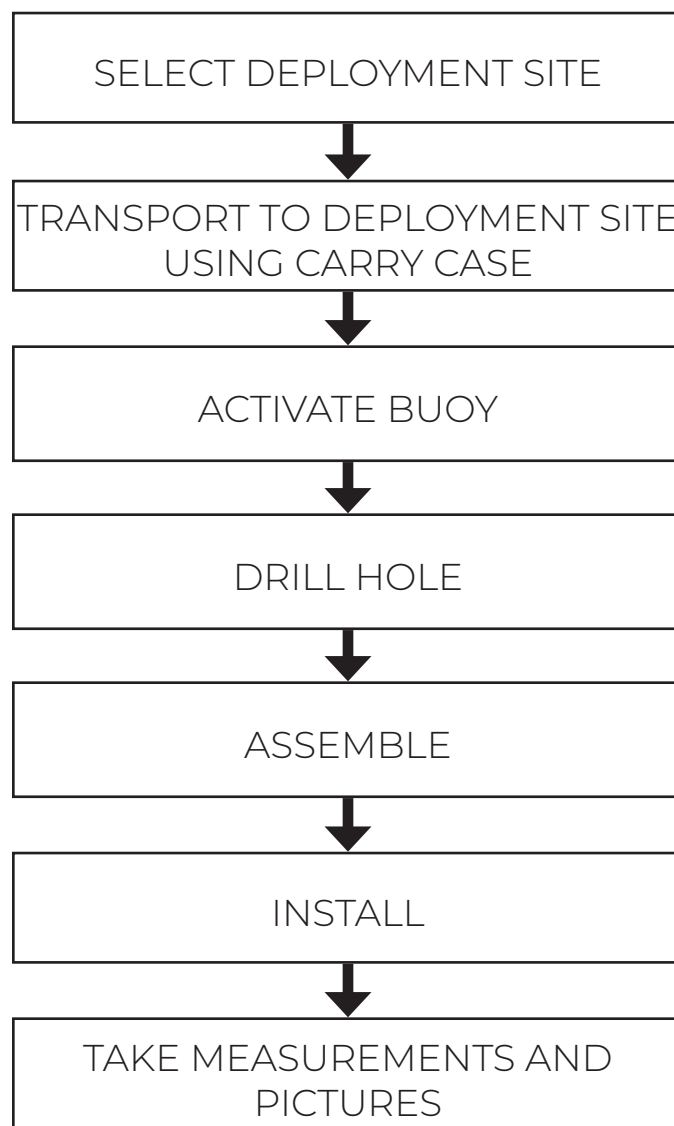 SELECT DEPLOYMENT SITE
TRANSPORT TO DEPLOYMENT SITE
USING CARRY CASE
ACTIVATE BUOY
DRILL HOLE
ASSEMBLE
INSTALL
TAKE MEASUREMENTS AND
PICTURES